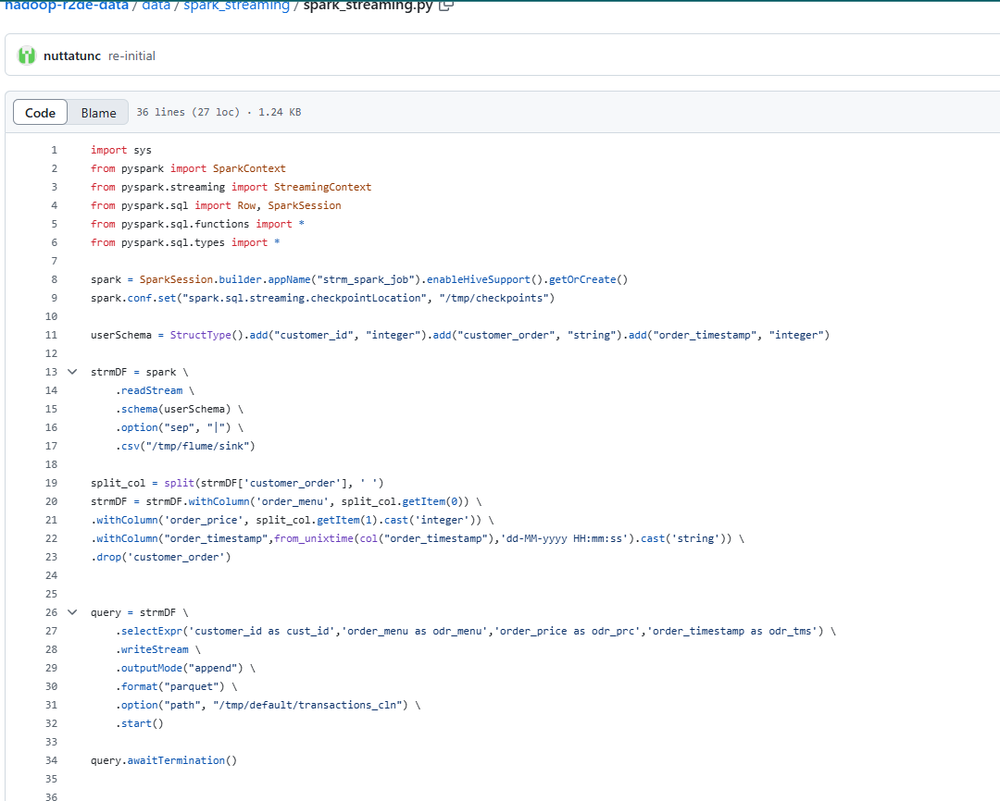 hadoop-r2de-data / data / spark_streaming / spark_streaming.py
nuttatunc re-initial
Code Blame 36 lines (27 loc) · 1.24 KB
1 import sys
2 from pyspark import SparkContext
3 from pyspark.streaming import StreamingContext
4 from pyspark.sql import Row, SparkSession
5 from pyspark.sql.functions import *
6 from pyspark.sql.types import *
7
8 spark = SparkSession.builder.appName("strm_spark_job").enableHiveSupport().getOrCreate()
9 spark.conf.set("spark.sql.streaming.checkpointLocation", "/tmp/checkpoints")
10
11 userSchema = StructType().add("customer_id", "integer").add("customer_order", "string").add("order_timestamp", "integer")
12
13 strmDF = spark \
14     .readStream \
15     .schema(userSchema) \
16     .option("sep", "|") \
17     .csv("/tmp/flume/sink")
18
19 split_col = split(strmDF['customer_order'], ' ')
20 strmDF = strmDF.withColumn('order_menu', split_col.getItem(0)) \
21 .withColumn('order_price', split_col.getItem(1).cast('integer')) \
22 .withColumn("order_timestamp",from_unixtime(col("order_timestamp"),'dd-MM-yyyy HH:mm:ss').cast('string')) \
23 .drop('customer_order')
24
25
26 query = strmDF \
27     .selectExpr('customer_id as cust_id','order_menu as odr_menu','order_price as odr_prc','order_timestamp as odr_tms') \
28     .writeStream \
29     .outputMode("append") \
30     .format("parquet") \
31     .option("path", "/tmp/default/transactions_cln") \
32     .start()
33
34 query.awaitTermination()
35
36